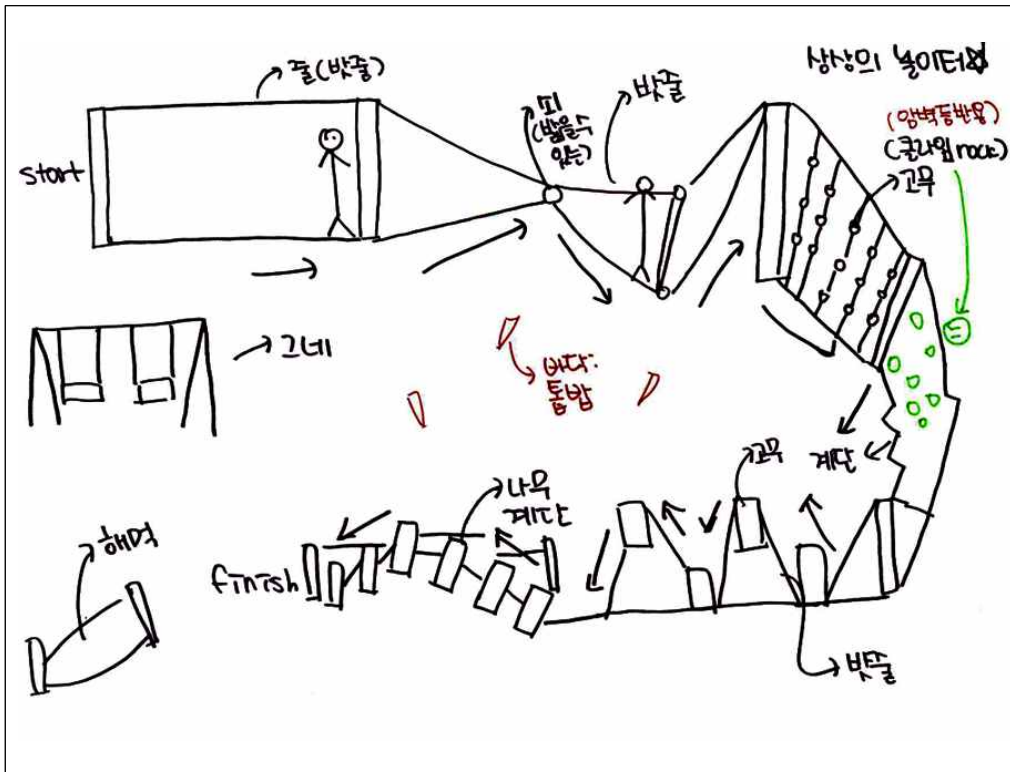 상상의 놀이터☆
줄(밧줄)
start
(밟을수
있는)
밧줄
(암벽등반용)
(클라임 rock)
고무
그네
바닥:
톱밥
계단
고무
나무
계단
finish
해먹
밧줄